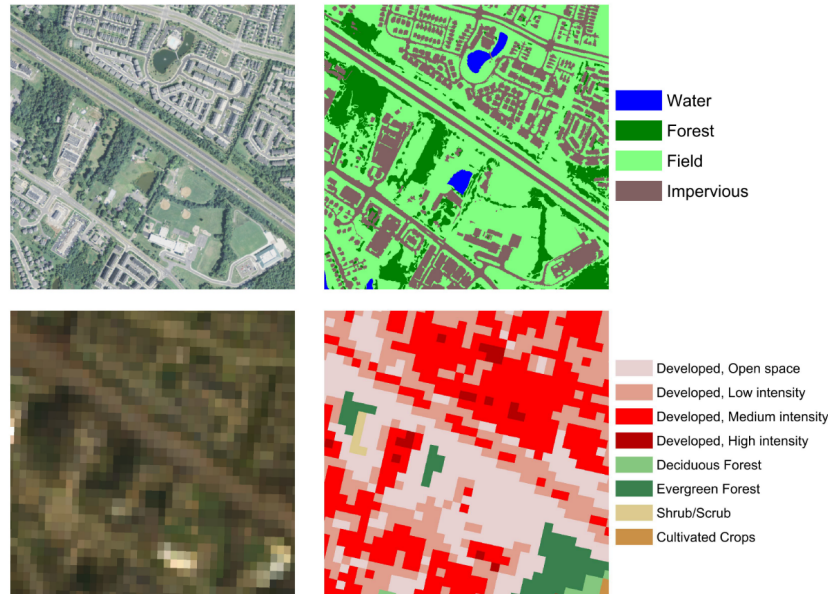 Water
Forest
Field
Impervious
Developed, Open space
Developed, Low intensity
Developed, Medium intensity
Developed, High intensity
Deciduous Forest
Evergreen Forest
Shrub/Scrub
Cultivated Crops